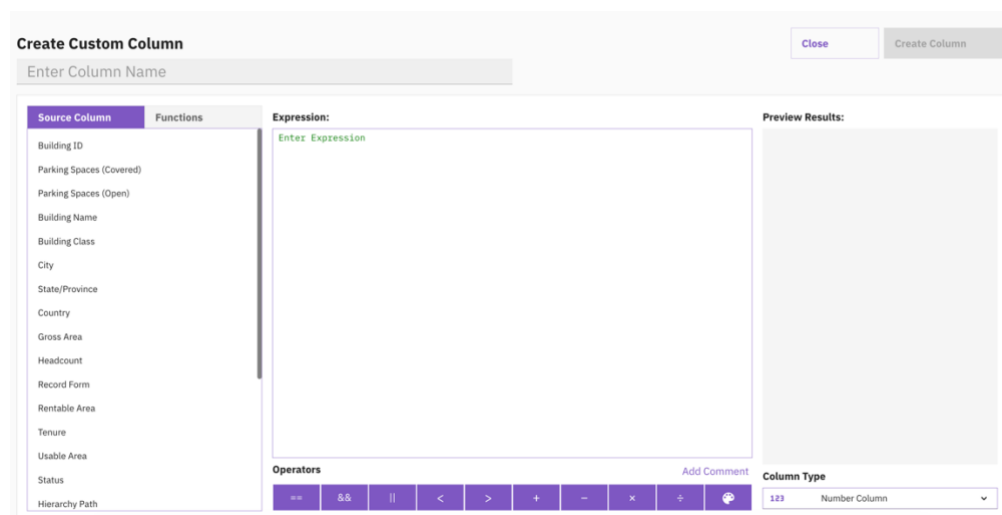 Create Custom Column
Close
Create Column
Enter Column Name
Source Column
Functions
Building ID
Parking Spaces (Covered)
Parking Spaces (Open)
Building Name
Building Class
City
State/Province
Country
Gross Area
Headcount
Record Form
Rentable Area
Tenure
Usable Area
Status
Hierarchy Path
Expression:
Enter Expression
Operators
Add Comment
== && || < > + − × ÷
Preview Results:
Column Type
123 Number Column